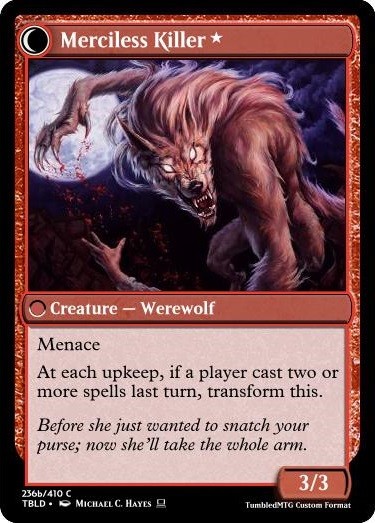 Merciless Killer ★
Creature — Werewolf
Menace
At each upkeep, if a player cast two or
more spells last turn, transform this.
Before she just wanted to snatch your
purse; now she'll take the whole arm.
3/3
236b/410 C
TBLD • Michael C. Hayes
TumbledMTG Custom Format